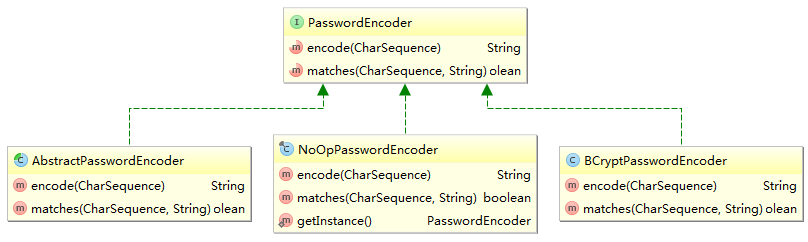 I PasswordEncoder
m encode(CharSequence) String
m matches(CharSequence, String) olean
C AbstractPasswordEncoder
m encode(CharSequence) String
m matches(CharSequence, String) olean
C NoOpPasswordEncoder
m encode(CharSequence) String
m matches(CharSequence, String) boolean
m getInstance() PasswordEncoder
C BCryptPasswordEncoder
m encode(CharSequence) String
m matches(CharSequence, String) olean